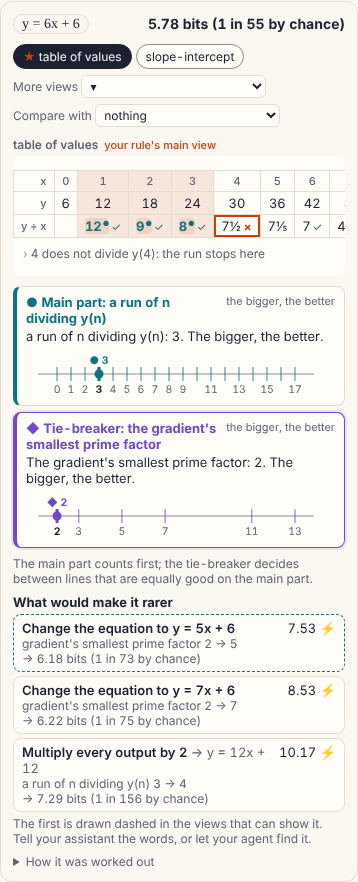 y = 6x + 6
5.78 bits (1 in 55 by chance)
★ table of values
slope-intercept
More views ▾
Compare with nothing
table of values your rule's main view
x 0 1 2 3 4 5 6
y 6 12 18 24 30 36 42
y ÷ x 12 ✓ 9 ✓ 8 ✓ 7½ × 7⅕ 7 ✓ 4
› 4 does not divide y(4): the run stops here
● Main part: a run of n dividing y(n)
the bigger, the better
a run of n dividing y(n): 3. The bigger, the better.
● 3
0 1 2 3 4 5 6 7 8 9 11 13 15 17
◆ Tie-breaker: the gradient's smallest prime factor
the bigger, the better
The gradient's smallest prime factor: 2. The
bigger, the better.
◆ 2
2 3 5 7 11 13
The main part counts first; the tie-breaker decides
between lines that are equally good on the main part.
What would make it rarer
Change the equation to y = 5x + 6 7.53 ⚡
gradient's smallest prime factor 2 → 5
→ 6.18 bits (1 in 73 by chance)
Change the equation to y = 7x + 6 8.53 ⚡
gradient's smallest prime factor 2 → 7
→ 6.22 bits (1 in 75 by chance)
Multiply every output by 2 → y = 12x + 12 10.17 ⚡
a run of n dividing y(n) 3 → 4
→ 7.29 bits (1 in 156 by chance)
The first is drawn dashed in the views that can show it.
Tell your assistant the words, or let your agent find it.
▶ How it was worked out